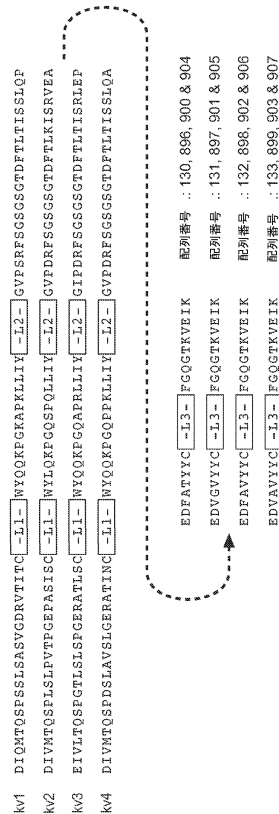 kv1 DIQMTQSPSSLSASVGDRVTITC -L1- WYQQKPGKAPKLLIY -L2- GVPSRFSGSGSGTDFTLTISSLQP
kv2 DIVMTQSPLSLPVTPGEPASISC -L1- WYLQKPGQSPQLLIY -L2- GVPDRFSGSGSGTDFTLKISRVEA
kv3 EIVLTQSPGTLSLSPGERATLSC -L1- WYQQKPGQAPRLLIY -L2- GIPDRFSGSGSGTDFTLTISRLEP
kv4 DIVMTQSPDSLAVSLGERATINC -L1- WYQQKPGQPPKLLIY -L2- GVPDRFSGSGSGTDFTLTISSLQA
EDFATYYC -L3- FGQGTKVEIK 配列番号 .: 130, 896, 900 & 904
EDVGVYYC -L3- FGQGTKVEIK 配列番号 .: 131, 897, 901 & 905
EDFAVYYC -L3- FGQGTKVEIK 配列番号 .: 132, 898, 902 & 906
EDVAVYYC -L3- FGQGTKVEIK 配列番号 .: 133, 899, 903 & 907